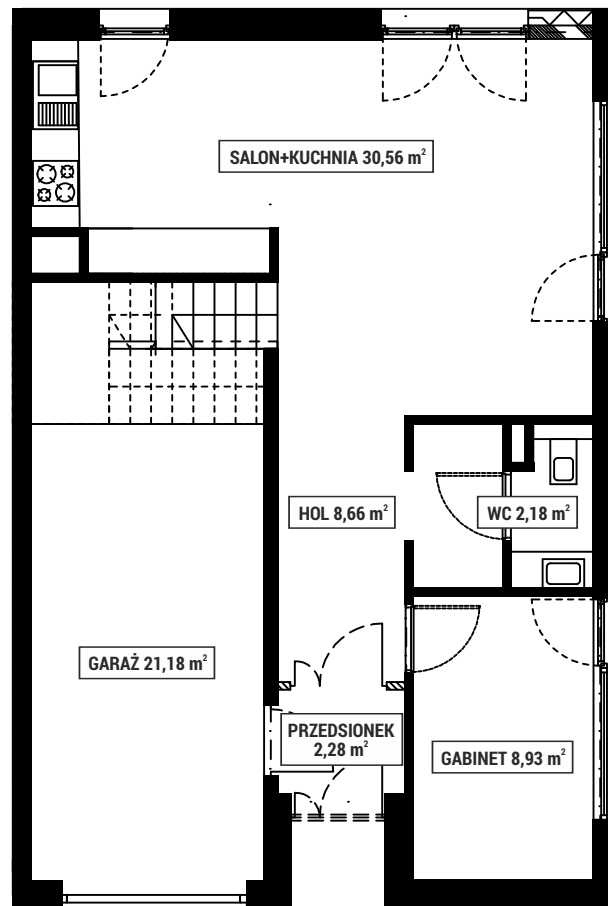 SALON+KUCHNIA 30,56 m²
HOL 8,66 m²
WC 2,18 m²
GARAŻ 21,18 m²
PRZEDSIONEK
2,28 m²
GABINET 8,93 m²